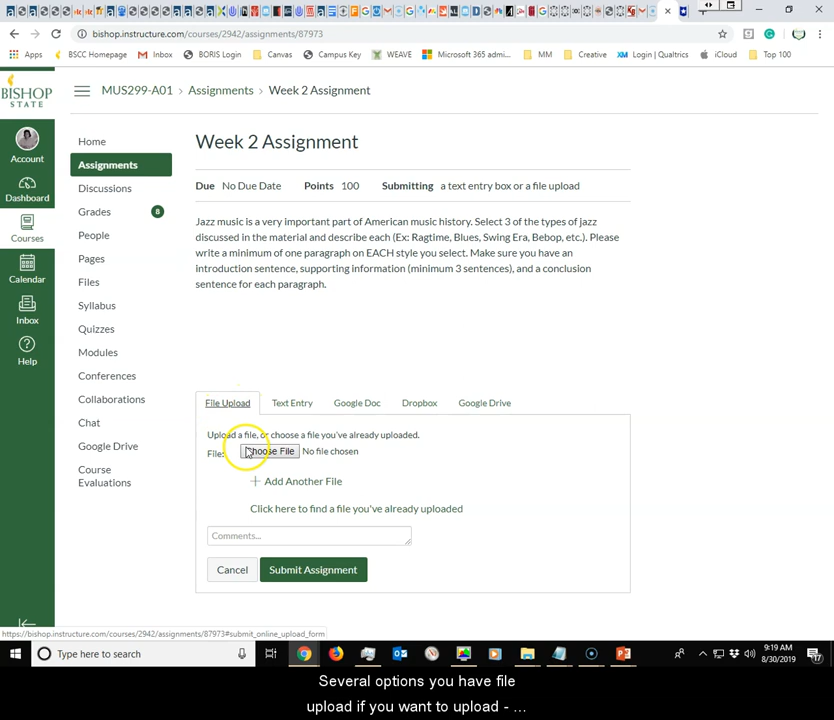 bishop.instructure.com/courses/2942/assignments/87973
Apps
BSCC Homepage
Inbox
BORIS Login
Canvas
Campus Key
WEAVE
Microsoft 365 admi...
MM
Creative
Login | Qualtrics
iCloud
Top 100
BISHOP
STATE
MUS299-A01 > Assignments > Week 2 Assignment
Account
Dashboard
Courses
Calendar
Inbox
Help
Home
Assignments
Discussions
Grades 8
People
Pages
Files
Syllabus
Quizzes
Modules
Conferences
Collaborations
Chat
Google Drive
Course
Evaluations
Week 2 Assignment
Due No Due Date Points 100 Submitting a text entry box or a file upload
Jazz music is a very important part of American music history. Select 3 of the types of jazz
discussed in the material and describe each (Ex: Ragtime, Blues, Swing Era, Bebop, etc.). Please
write a minimum of one paragraph on EACH style you select. Make sure you have an
introduction sentence, supporting information (minimum 3 sentences), and a conclusion
sentence for each paragraph.
File Upload Text Entry Google Doc Dropbox Google Drive
Upload a file, or choose a file you've already uploaded.
File: Choose File No file chosen
+ Add Another File
Click here to find a file you've already uploaded
Comments...
Cancel Submit Assignment
https://bishop.instructure.com/courses/2942/assignments/87973#submit_online_upload_form
Type here to search
9:19 AM
8/30/2019
17
Several options you have file
upload if you want to upload - ...